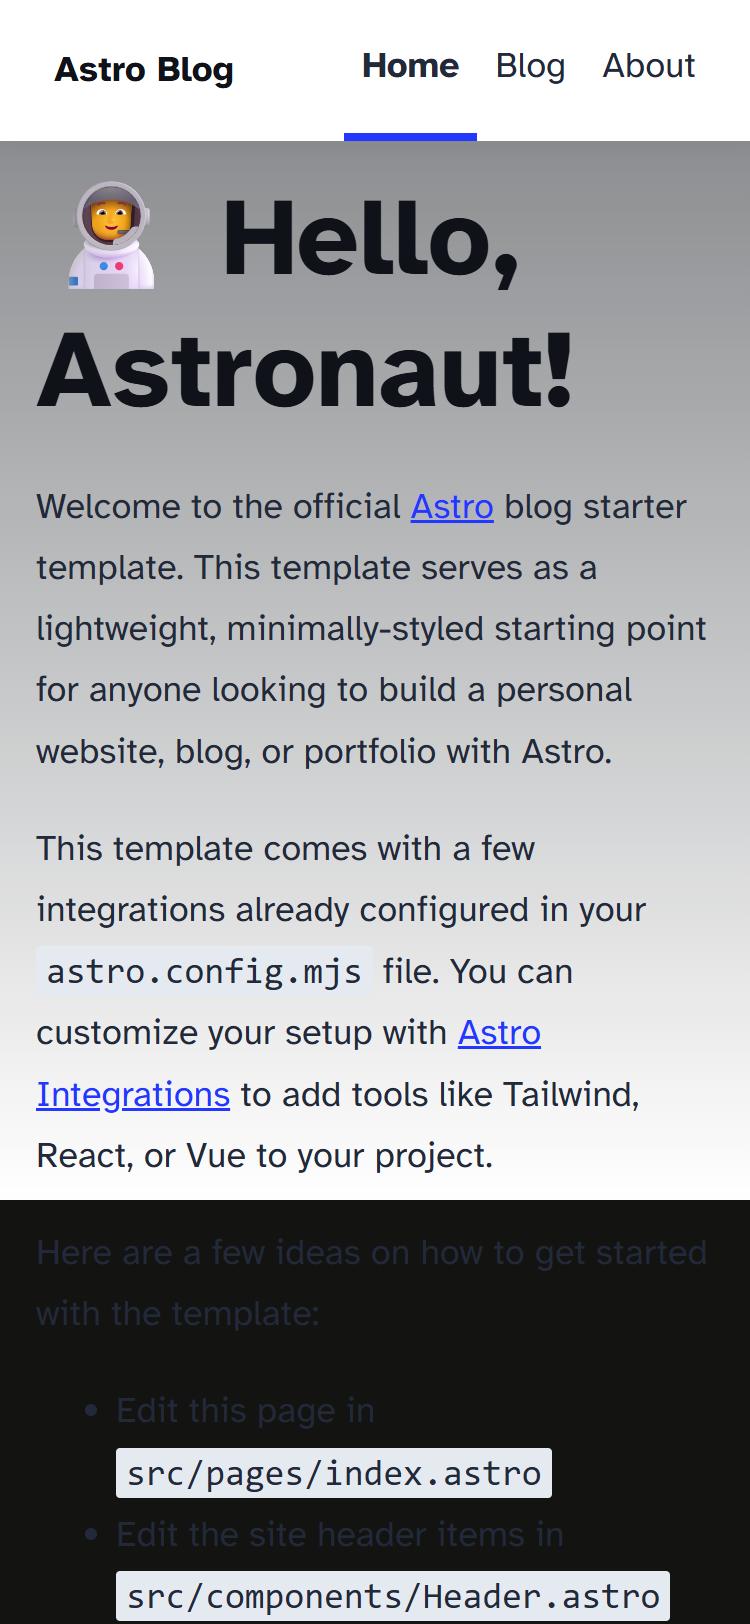 Astro Blog
Home Blog About
Hello,
Astronaut!
Welcome to the official Astro blog starter
template. This template serves as a
lightweight, minimally-styled starting point
for anyone looking to build a personal
website, blog, or portfolio with Astro.
This template comes with a few
integrations already configured in your
astro.config.mjs file. You can
customize your setup with Astro
Integrations to add tools like Tailwind,
React, or Vue to your project.
Here are a few ideas on how to get started
with the template:
• Edit this page in
src/pages/index.astro
• Edit the site header items in
src/components/Header.astro